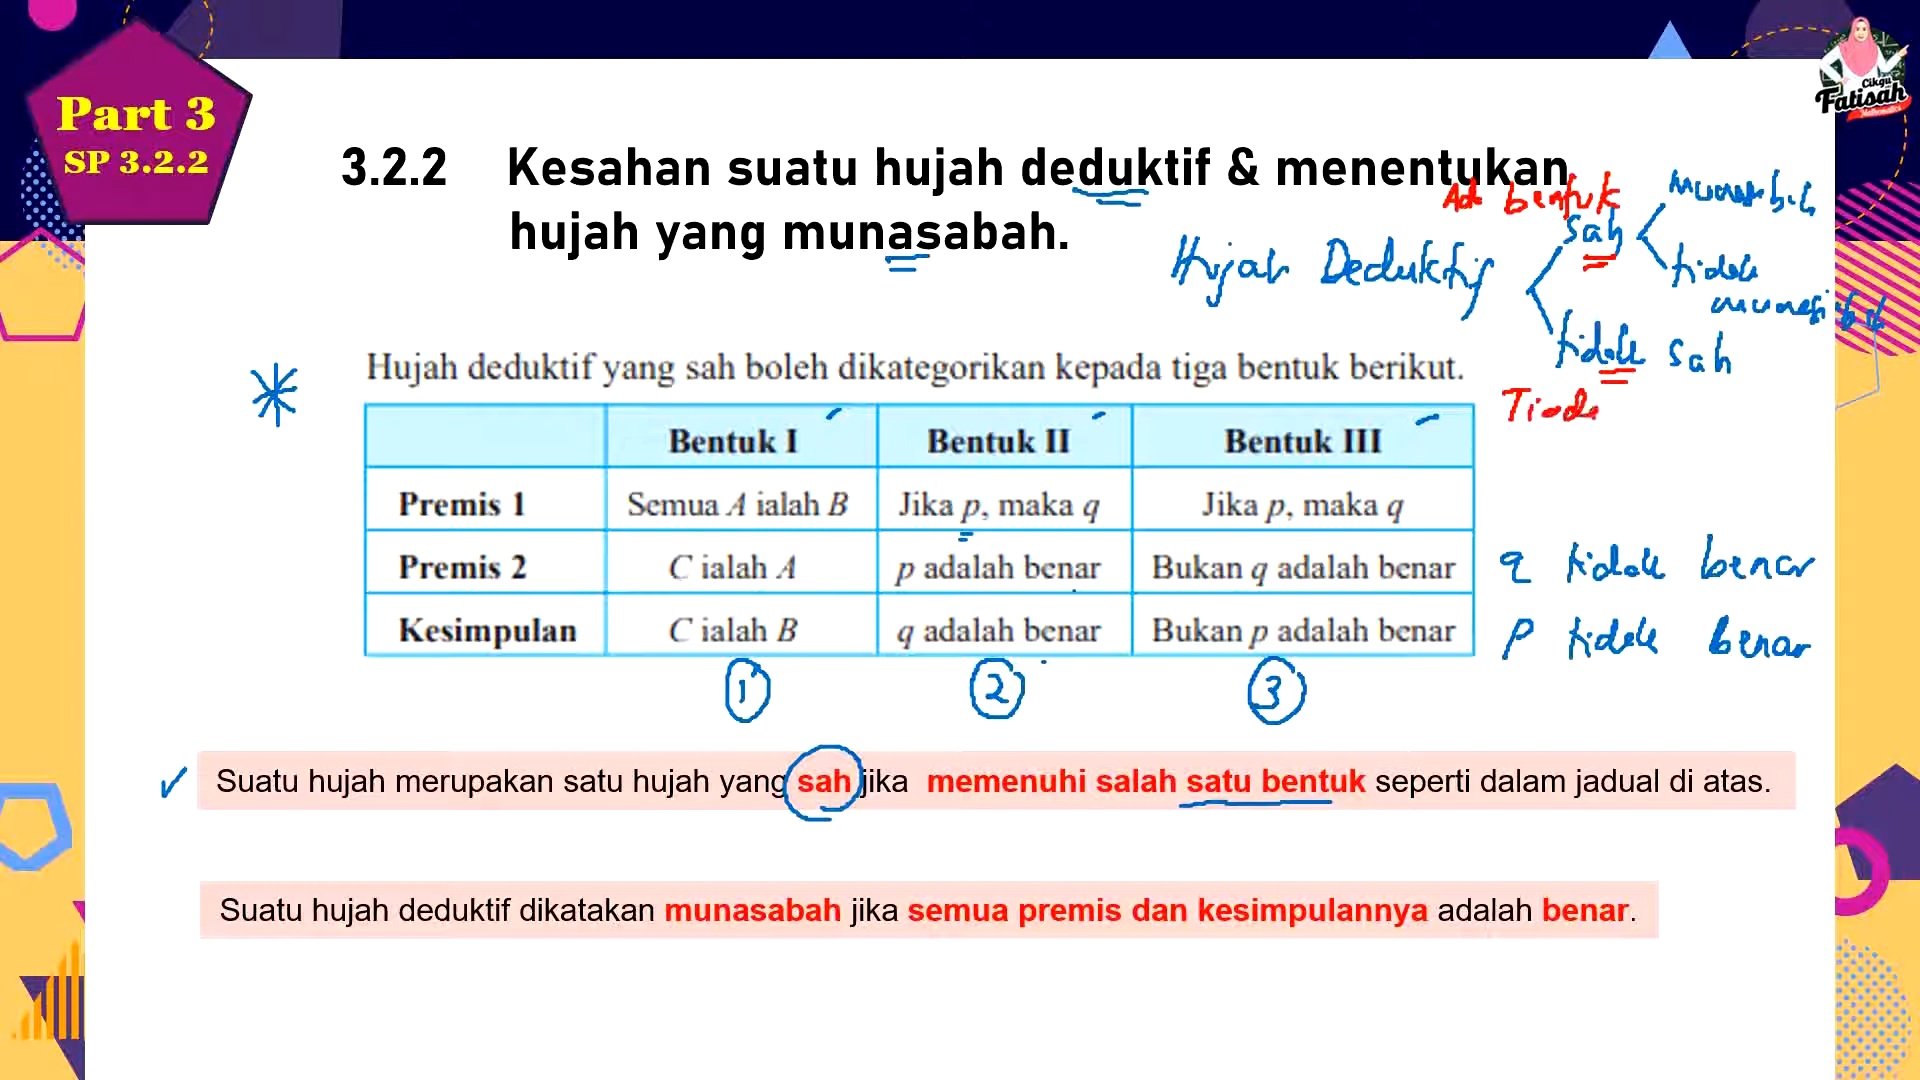 Part 3
SP 3.2.2
Cikgu
Fatisah
Mathematics
3.2.2 Kesahan suatu hujah deduktif & menentukan
hujah yang munasabah.
Ada bentuk
Hujah Deduktif
sah
munasabah
tidak
munasabah
tidak sah
Tiada
Hujah deduktif yang sah boleh dikategorikan kepada tiga bentuk berikut.
Bentuk I Bentuk II Bentuk III
Premis 1 Semua A ialah B Jika p, maka q Jika p, maka q
Premis 2 C ialah A p adalah benar Bukan q adalah benar q tidak benar
Kesimpulan C ialah B q adalah benar Bukan p adalah benar p tidak benar
1 2 3
Suatu hujah merupakan satu hujah yang sah jika memenuhi salah satu bentuk seperti dalam jadual di atas.
Suatu hujah deduktif dikatakan munasabah jika semua premis dan kesimpulannya adalah benar.